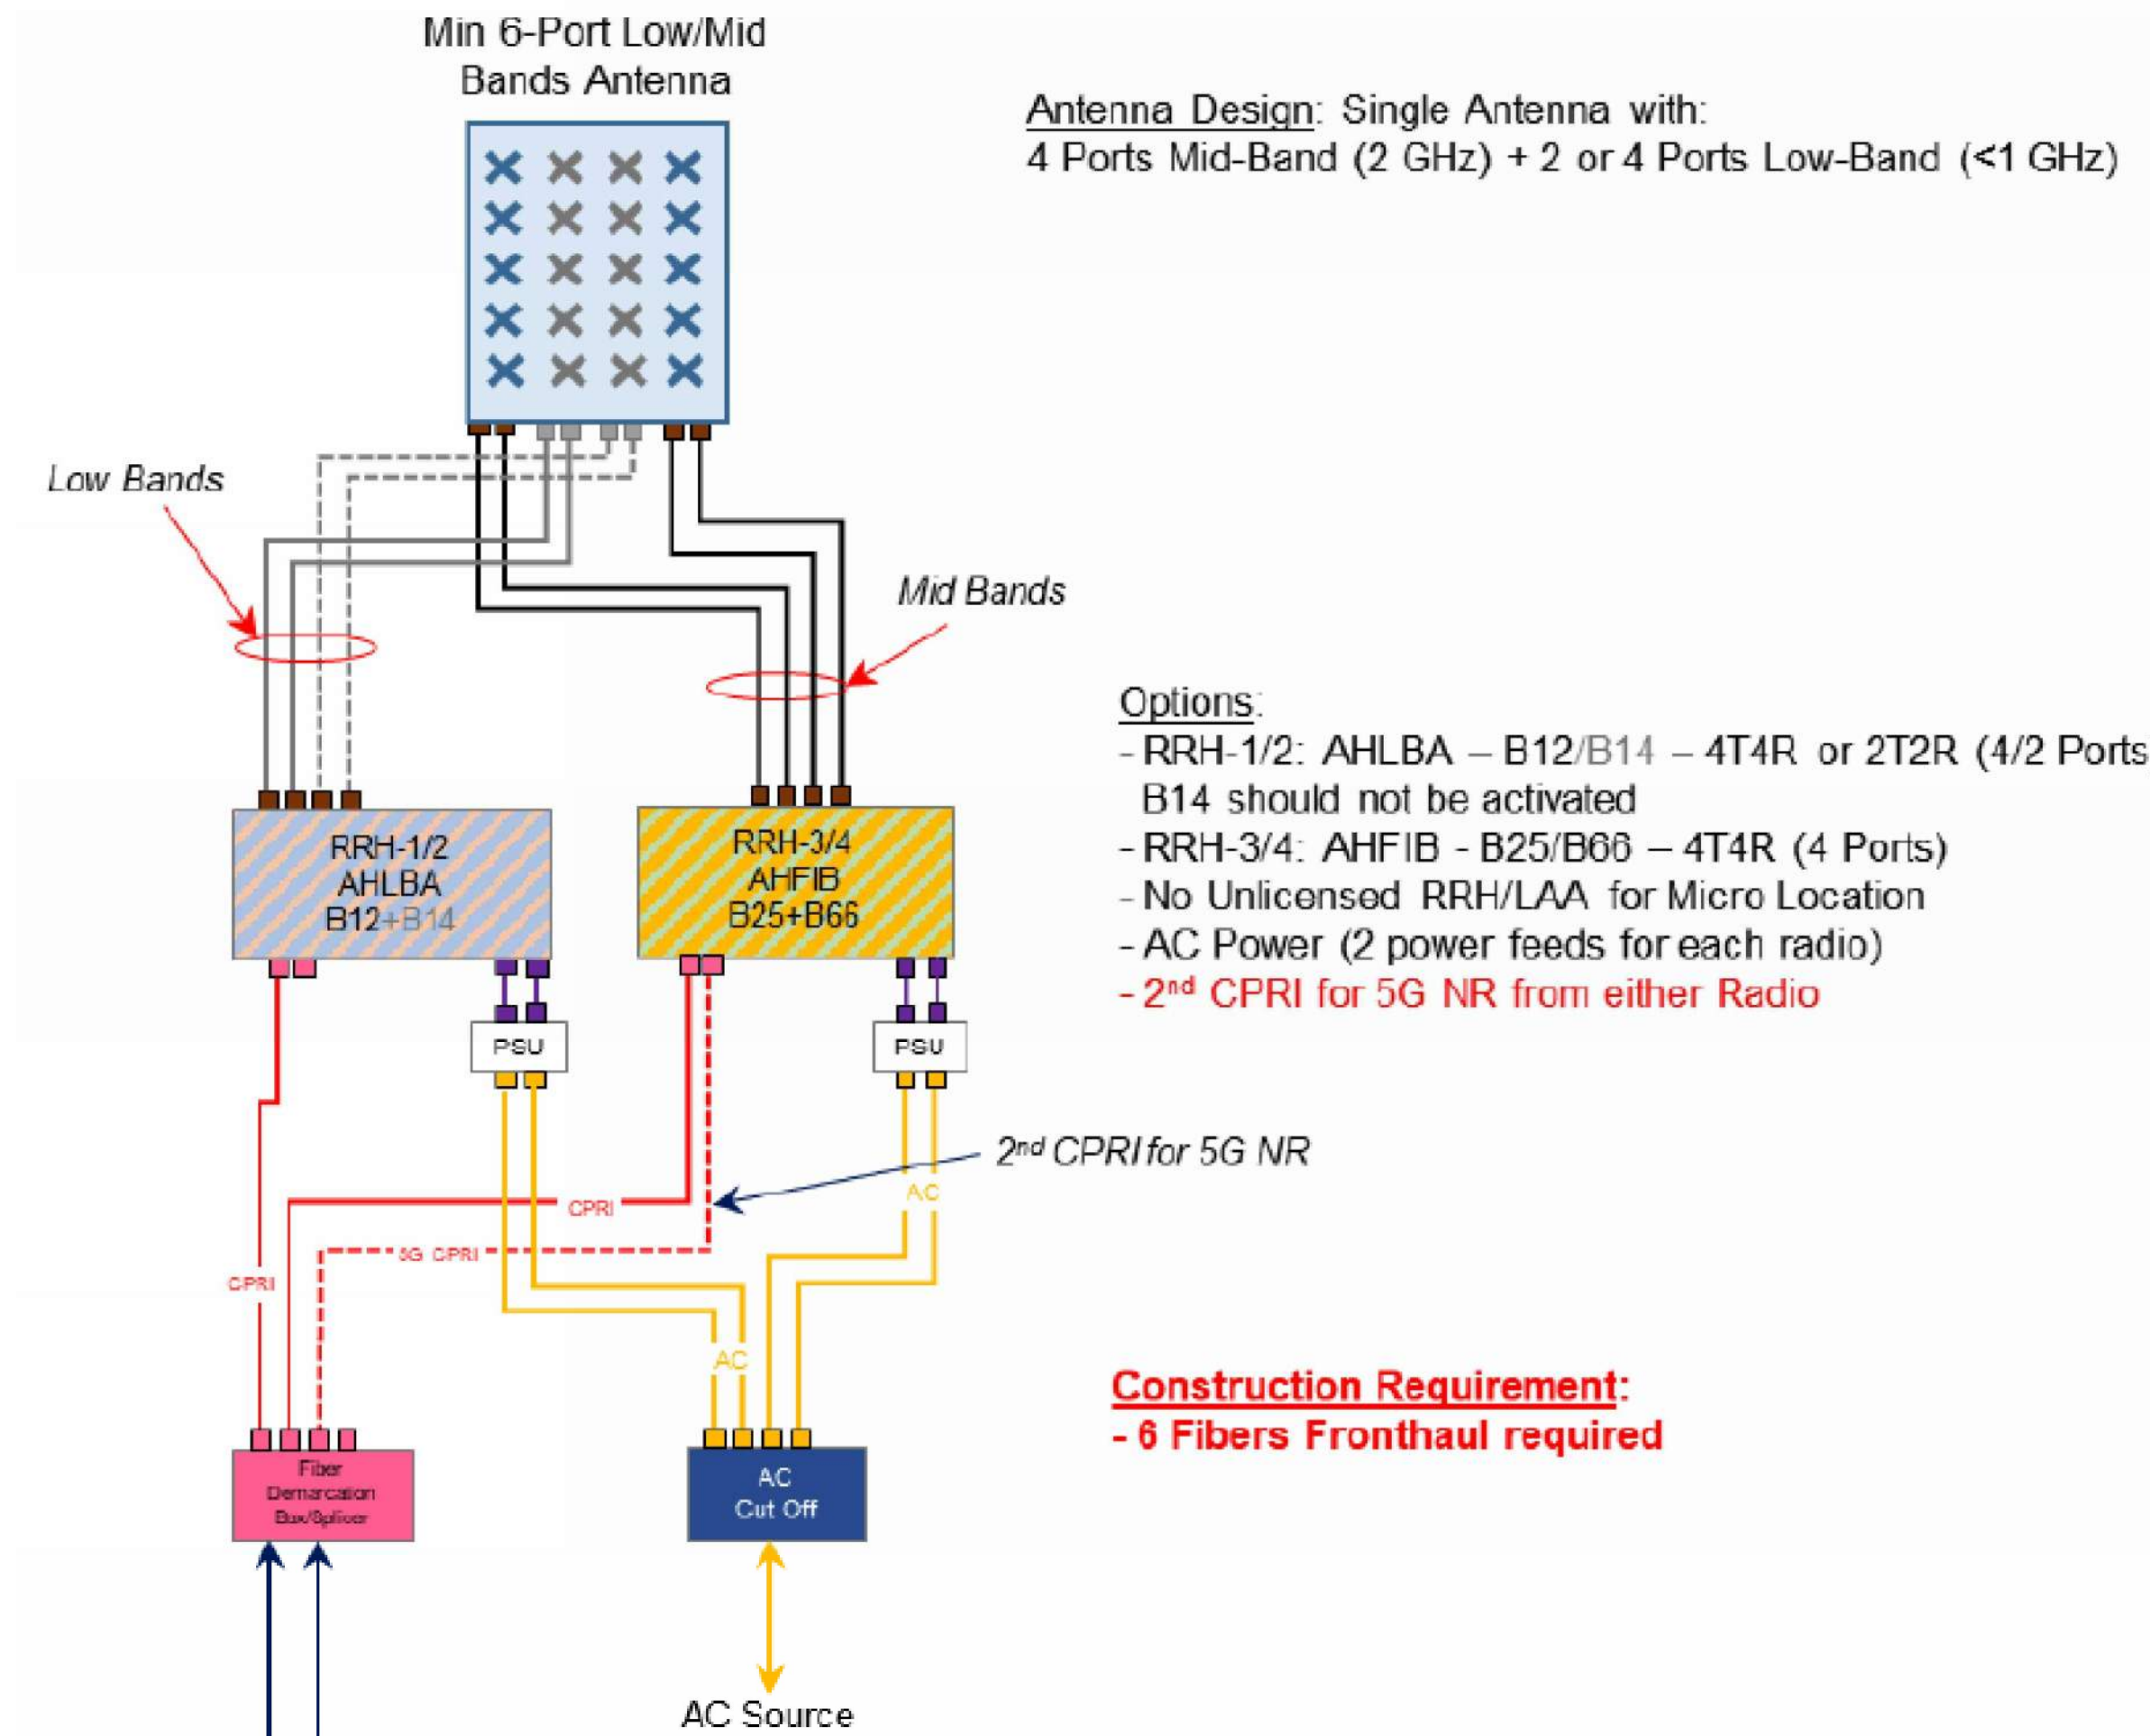 Min 6-Port Low/Mid
Bands Antenna
Antenna Design: Single Antenna with:
4 Ports Mid-Band (2 GHz) + 2 or 4 Ports Low-Band (<1 GHz)
Low Bands
Mid Bands
Options:
- RRH-1/2: AHLBA – B12/B14 – 4T4R or 2T2R (4/2 Ports
B14 should not be activated
- RRH-3/4: AHFIB - B25/B66 – 4T4R (4 Ports)
- No Unlicensed RRH/LAA for Micro Location
- AC Power (2 power feeds for each radio)
- 2nd CPRI for 5G NR from either Radio
RRH-1/2
AHLBA
B12+B14
RRH-3/4
AHFIB
B25+B66
PSU
PSU
2nd CPRI for 5G NR
AC
CPRI
5G CPRI
CPRI
AC
Construction Requirement:
- 6 Fibers Fronthaul required
Fiber
Demarcation
Box/Splicer
AC
Cut Off
AC Source